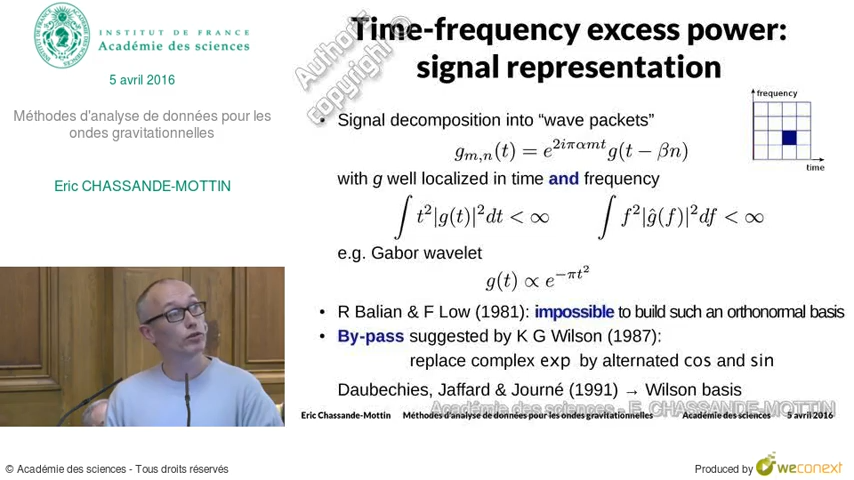 INSTITUT DE FRANCE
Académie des sciences
5 avril 2016
Méthodes d'analyse de données pour les
ondes gravitationnelles
Eric CHASSANDE-MOTTIN
Time-frequency excess power:
signal representation
Author's
copyright ©
• Signal decomposition into “wave packets”
g_{m,n}(t) = e^{2iπαmt}g(t − βn)
frequency
time
with g well localized in time and frequency
∫ t²|g(t)|²dt < ∞ ∫ f²|ĝ(f)|²df < ∞
e.g. Gabor wavelet
g(t) ∝ e^{−πt²}
• R Balian & F Low (1981): impossible to build such an orthonormal basis
• By-pass suggested by K G Wilson (1987):
replace complex exp by alternated cos and sin
Daubechies, Jaffard & Journé (1991) → Wilson basis
Académie des sciences - E. CHASSANDE-MOTTIN
Eric Chassande-Mottin Méthodes d'analyse de données pour les ondes gravitationnelles Académie des sciences 5 avril 2016
© Académie des sciences - Tous droits réservés
Produced by weconext